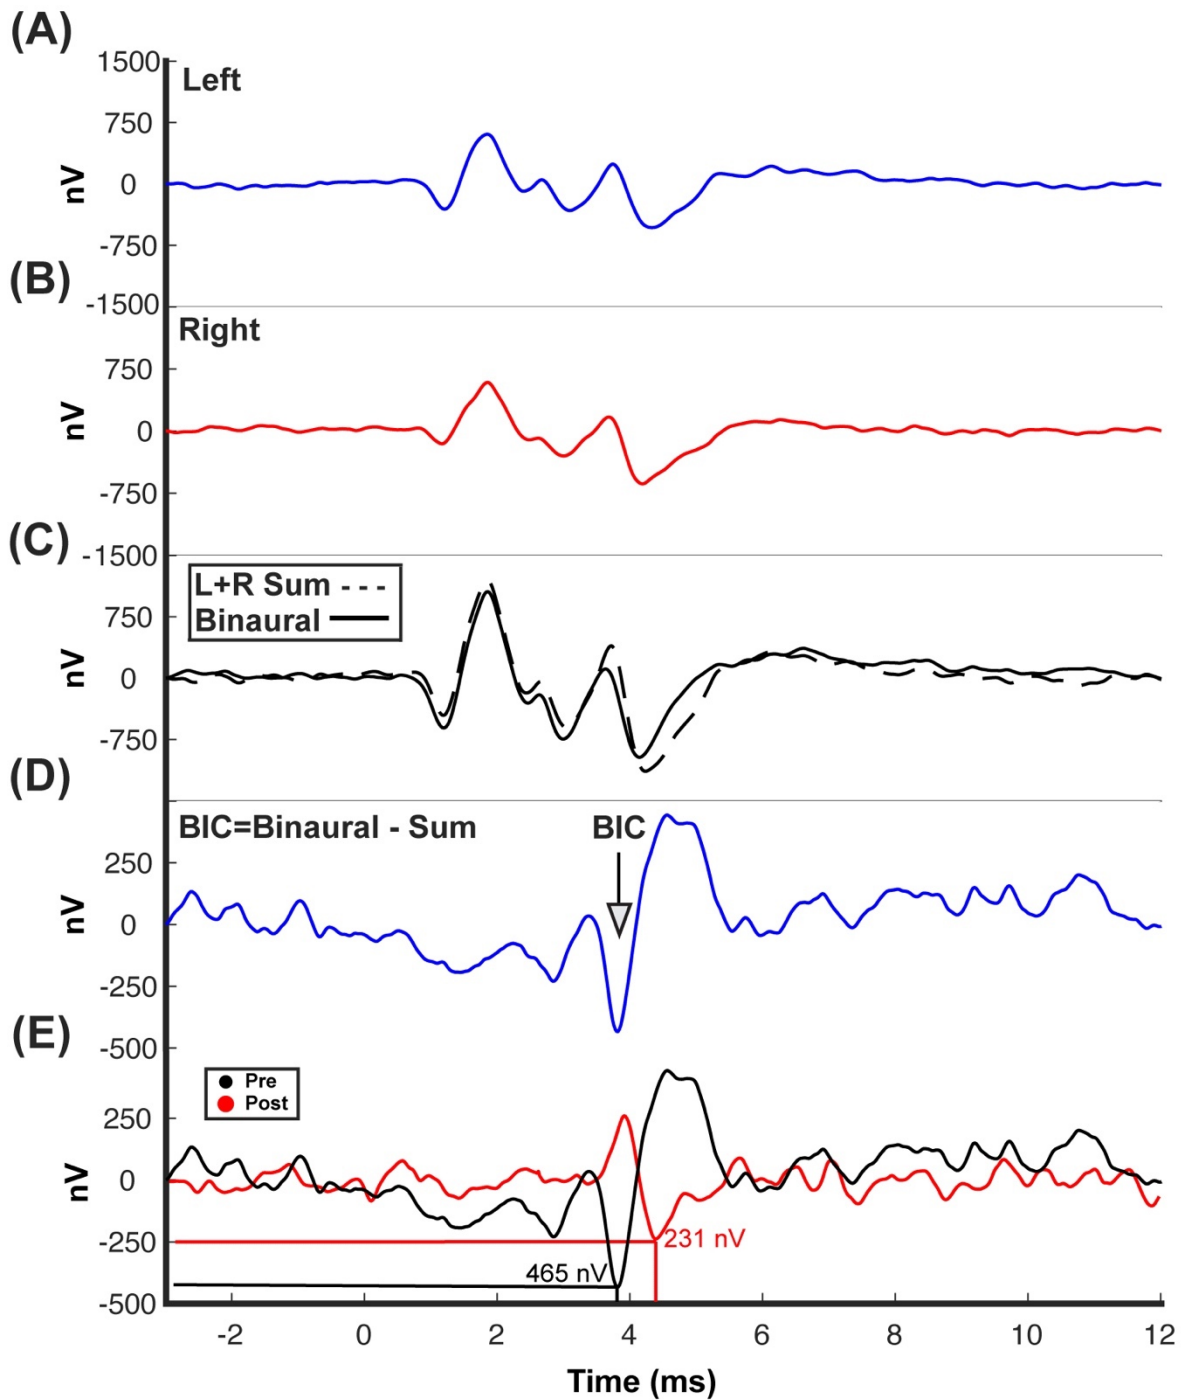 (A)
1500
Left
750
nV
0
-750
(B)
-1500
Right
750
nV
0
-750
(C)
-1500
L+R Sum ---
Binaural
750
nV
0
-750
(D)
BIC=Binaural - Sum
BIC
250
nV
0
-250
(E)
-500
Pre
Post
250
nV
0
-250
231 nV
465 nV
-500
-2 0 2 4 6 8 10 12
Time (ms)